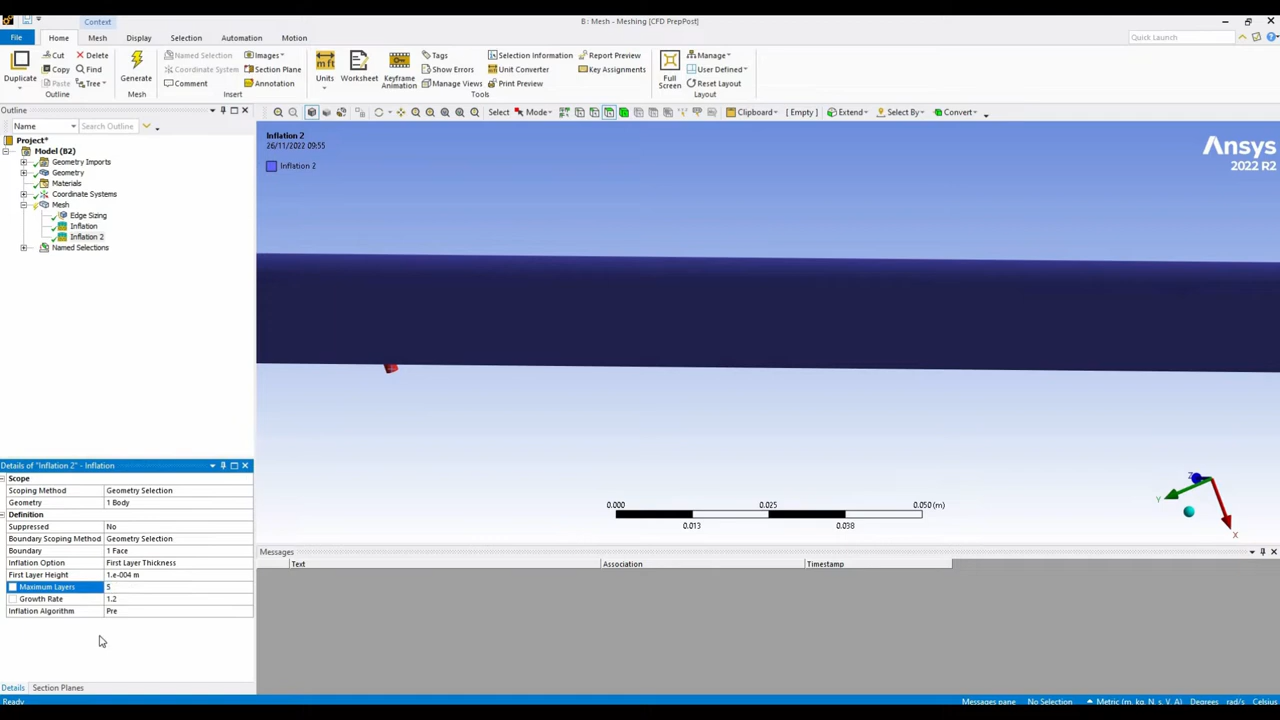 Context
B : Mesh - Meshing [CFD PrepPost]
File Home Mesh Display Selection Automation Motion
Quick Launch
Duplicate
Cut Delete
Copy Find
Paste Tree
Outline
Generate
Mesh
Named Selection Images
Coordinate System Section Plane
Comment Annotation
Insert
Units
Worksheet
Keyframe
Animation
Tags
Show Errors
Manage Views
Selection Information
Unit Converter
Print Preview
Report Preview
Key Assignments
Tools
Full
Screen
Manage
User Defined
Reset Layout
Layout
Outline
Select Mode Clipboard [ Empty ] Extend Select By Convert
Name Search Outline
Project*
Model (B2)
Geometry Imports
Geometry
Materials
Coordinate Systems
Mesh
Edge Sizing
Inflation
Inflation 2
Named Selections
Inflation 2
26/11/2022 09:55
Inflation 2
Ansys
2022 R2
0.000 0.025 0.050 (m)
0.013 0.038
Z
Y
X
Details of "Inflation 2" - Inflation
Scope
Scoping Method Geometry Selection
Geometry 1 Body
Definition
Suppressed No
Boundary Scoping Method Geometry Selection
Boundary 1 Face
Inflation Option First Layer Thickness
First Layer Height 1.e-004 m
Maximum Layers 5
Growth Rate 1.2
Inflation Algorithm Pre
Messages
Text Association Timestamp
Details Section Planes
Ready
Messages pane No Selection Metric (m, kg, N, s, V, A) Degrees rad/s Celsius